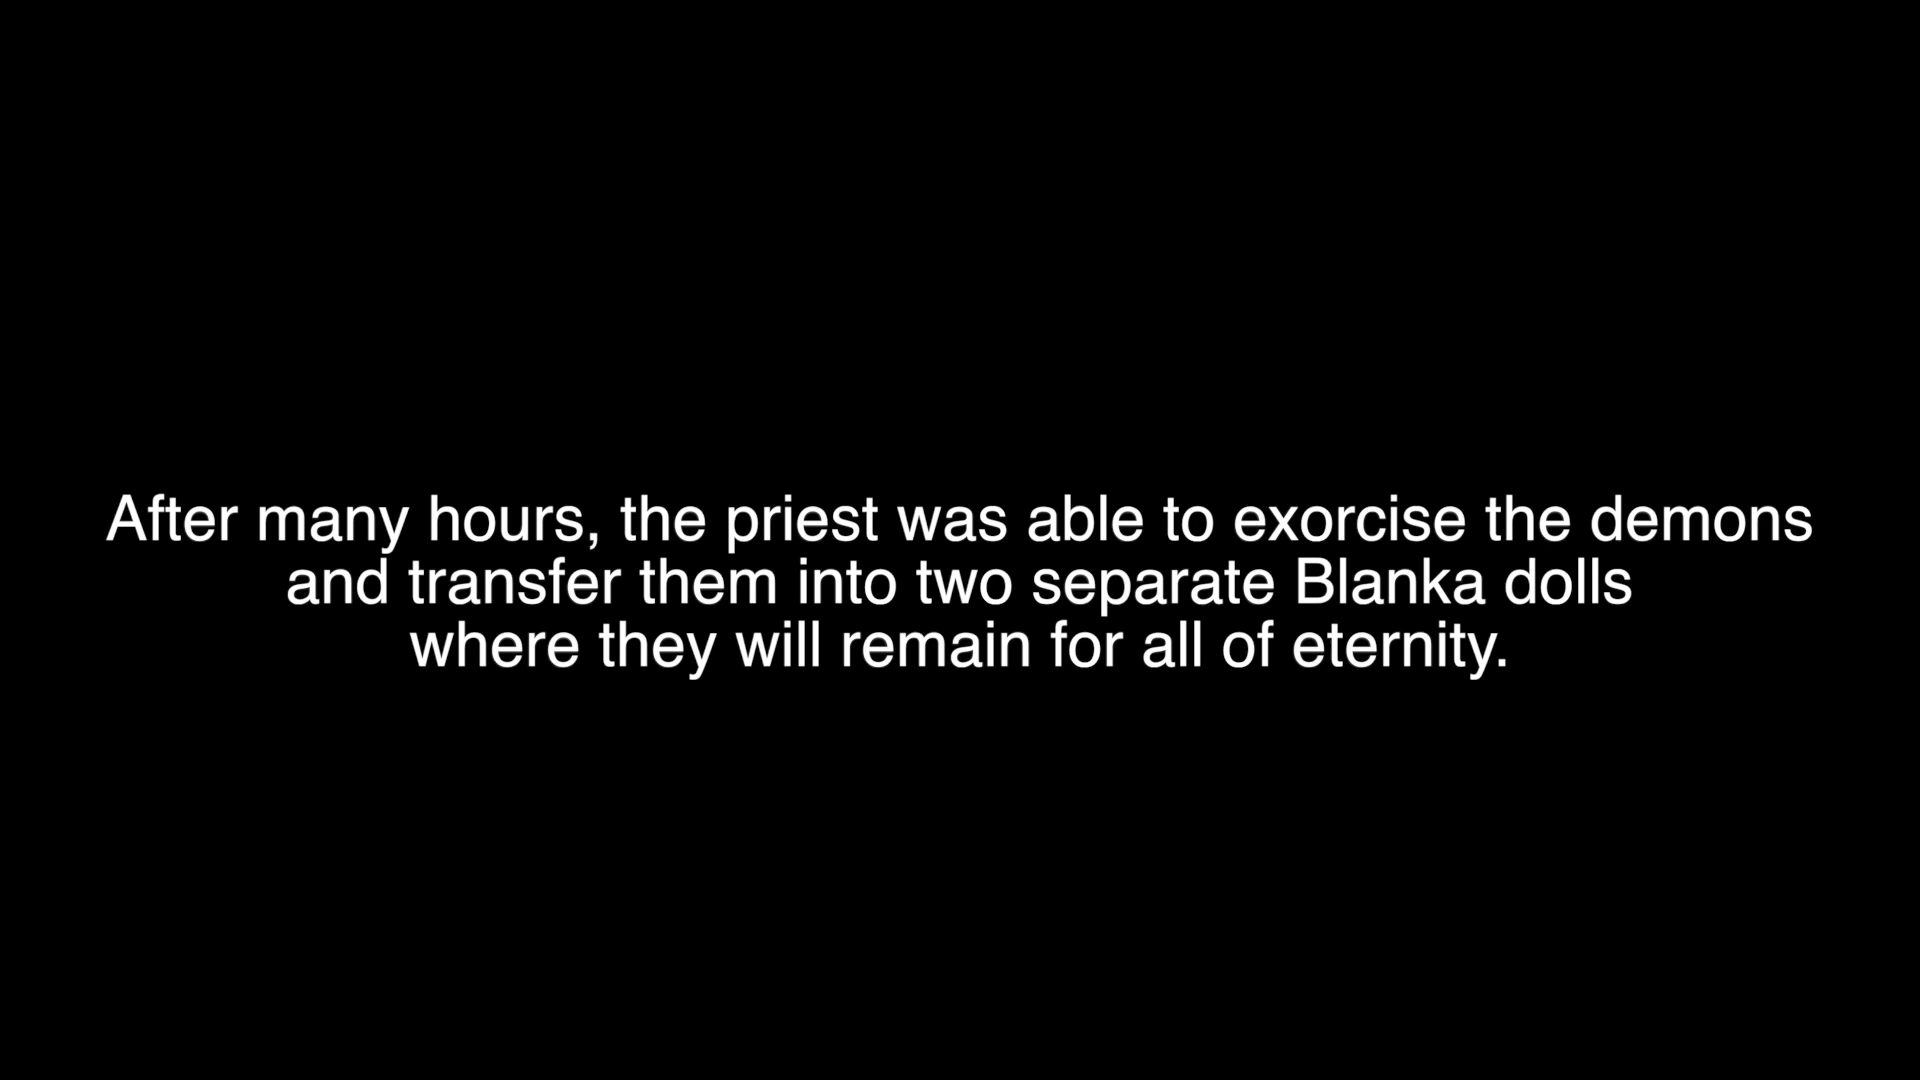 After many hours, the priest was able to exorcise the demons
and transfer them into two separate Blanka dolls
where they will remain for all of eternity.